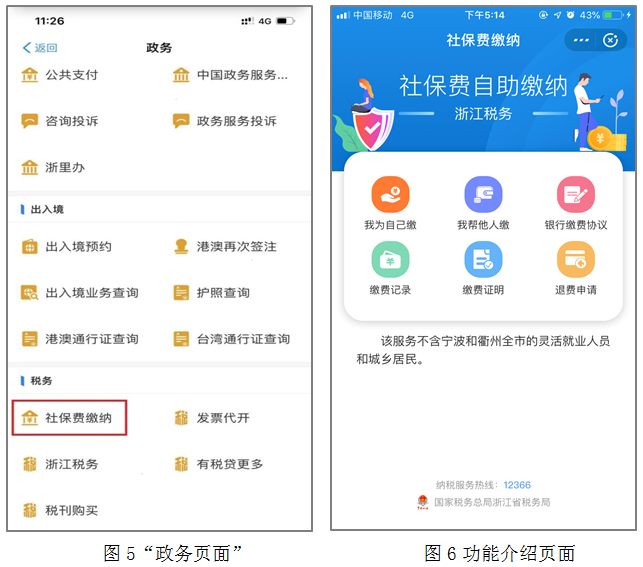 11:26
4G
返回
政务
公共支付
中国政务服务...
咨询投诉
政务服务投诉
浙里办
出入境
出入境预约
港澳再次签注
出入境业务查询
护照查询
港澳通行证查询
台湾通行证查询
税务
社保费缴纳
发票代开
浙江税务
有税贷更多
税刊购买
图 5“政务页面”
中国移动 4G
下午5:14
43%
社保费缴纳
社保费自助缴纳
浙江税务
我为自己缴
我帮他人缴
银行缴费协议
缴费记录
缴费证明
退费申请
该服务不含宁波和衢州全市的灵活就业人员
和城乡居民。
纳税服务热线：12366
国家税务总局浙江省税务局
图 6 功能介绍页面